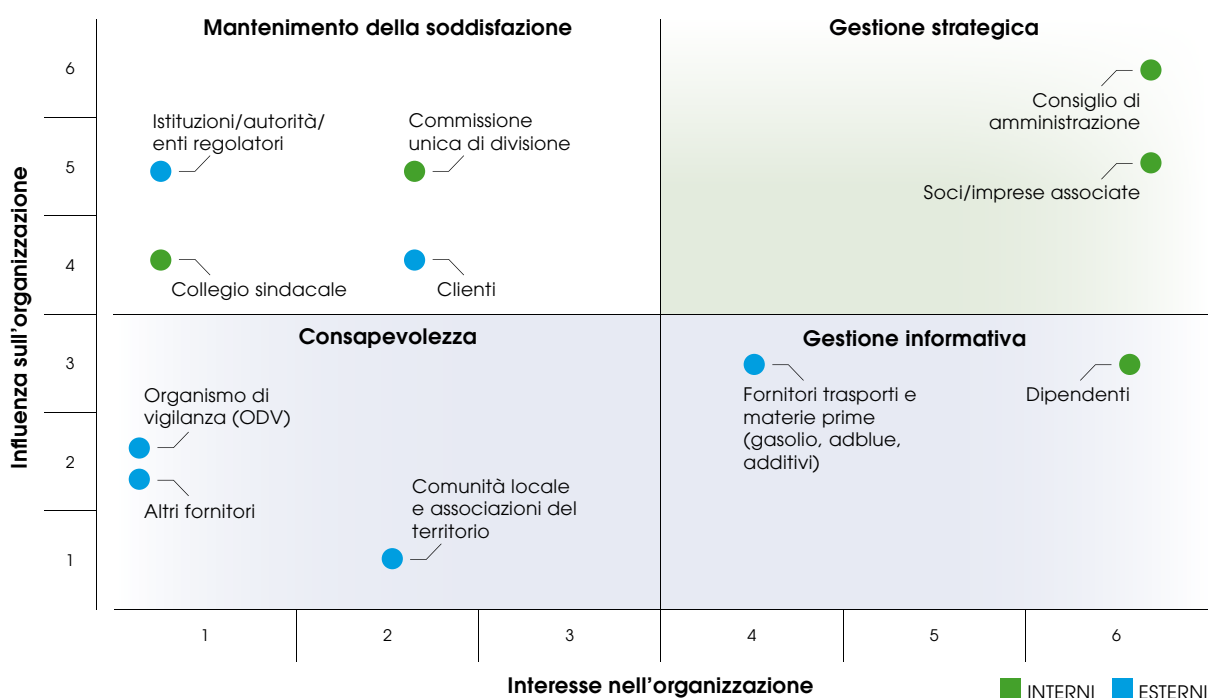 Mantenimento della soddisfazione
Gestione strategica
6
Consiglio di
amministrazione
Istituzioni/autorità/
enti regolatori
Commissione
unica di divisione
5
Soci/imprese associate
4
Collegio sindacale
Clienti
Influenza sull'organizzazione
Consapevolezza
Gestione informativa
3
Organismo di
vigilanza (ODV)
Fornitori trasporti e
materie prime
(gasolio, adblue,
additivi)
Dipendenti
2
Altri fornitori
Comunità locale
e associazioni del
territorio
1
1
2
3
4
5
6
Interesse nell'organizzazione
INTERNI
ESTERNI